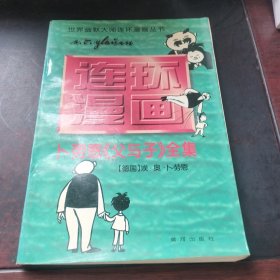 世界幽默大师连环漫画丛书
连环
漫画
卜劳恩《父与子》全集
【德国】埃·奥·卜劳恩